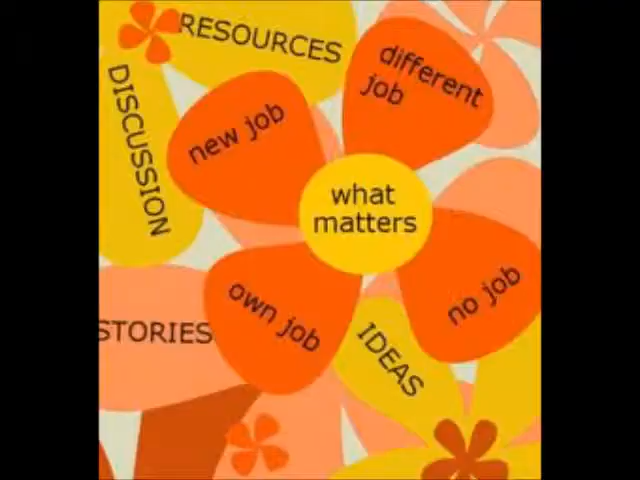 RESOURCES
different
job
DISCUSSION
new job
what
matters
own job
no job
STORIES
IDEAS